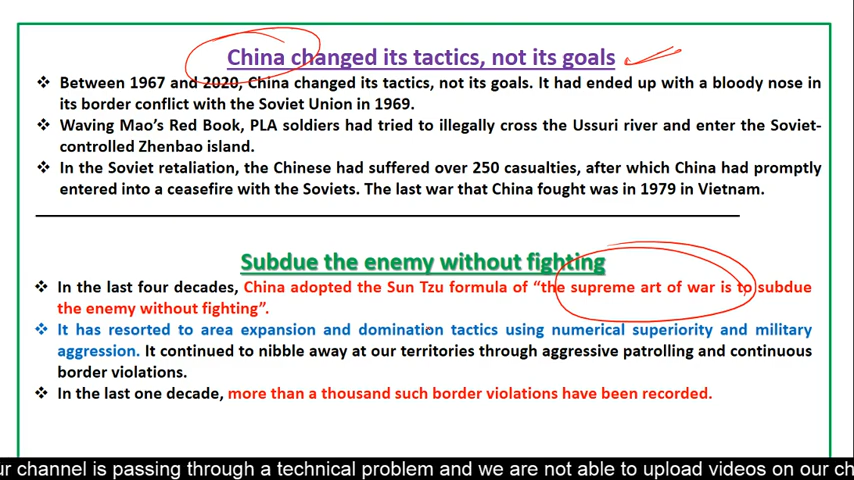 China changed its tactics, not its goals
❖ Between 1967 and 2020, China changed its tactics, not its goals. It had ended up with a bloody nose in
its border conflict with the Soviet Union in 1969.
❖ Waving Mao's Red Book, PLA soldiers had tried to illegally cross the Ussuri river and enter the Soviet-
controlled Zhenbao island.
❖ In the Soviet retaliation, the Chinese had suffered over 250 casualties, after which China had promptly
entered into a ceasefire with the Soviets. The last war that China fought was in 1979 in Vietnam.
Subdue the enemy without fighting
❖ In the last four decades, China adopted the Sun Tzu formula of “the supreme art of war is to subdue
the enemy without fighting”.
❖ It has resorted to area expansion and domination tactics using numerical superiority and military
aggression. It continued to nibble away at our territories through aggressive patrolling and continuous
border violations.
❖ In the last one decade, more than a thousand such border violations have been recorded.
ur channel is passing through a technical problem and we are not able to upload videos on our ch